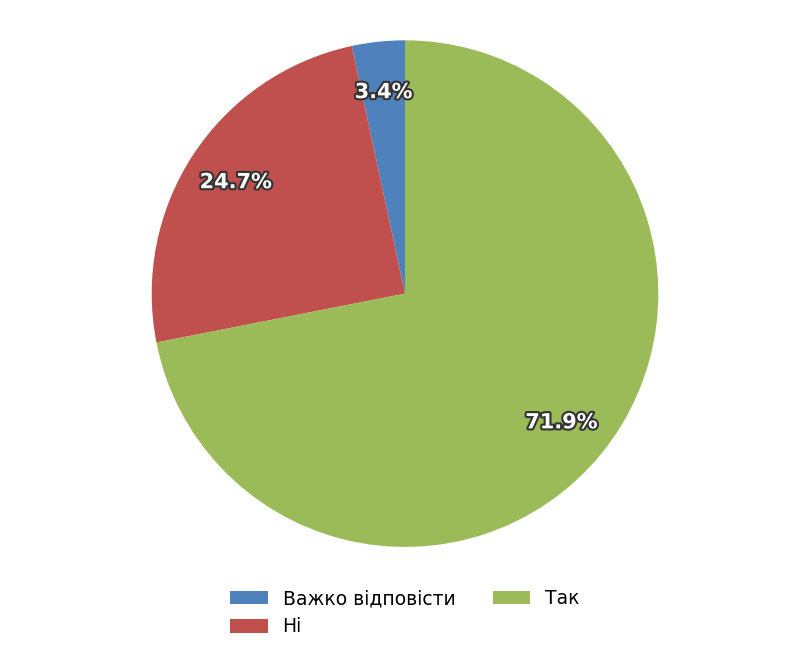 3.4%
24.7%
71.9%
Важко відповісти
Ні
Так